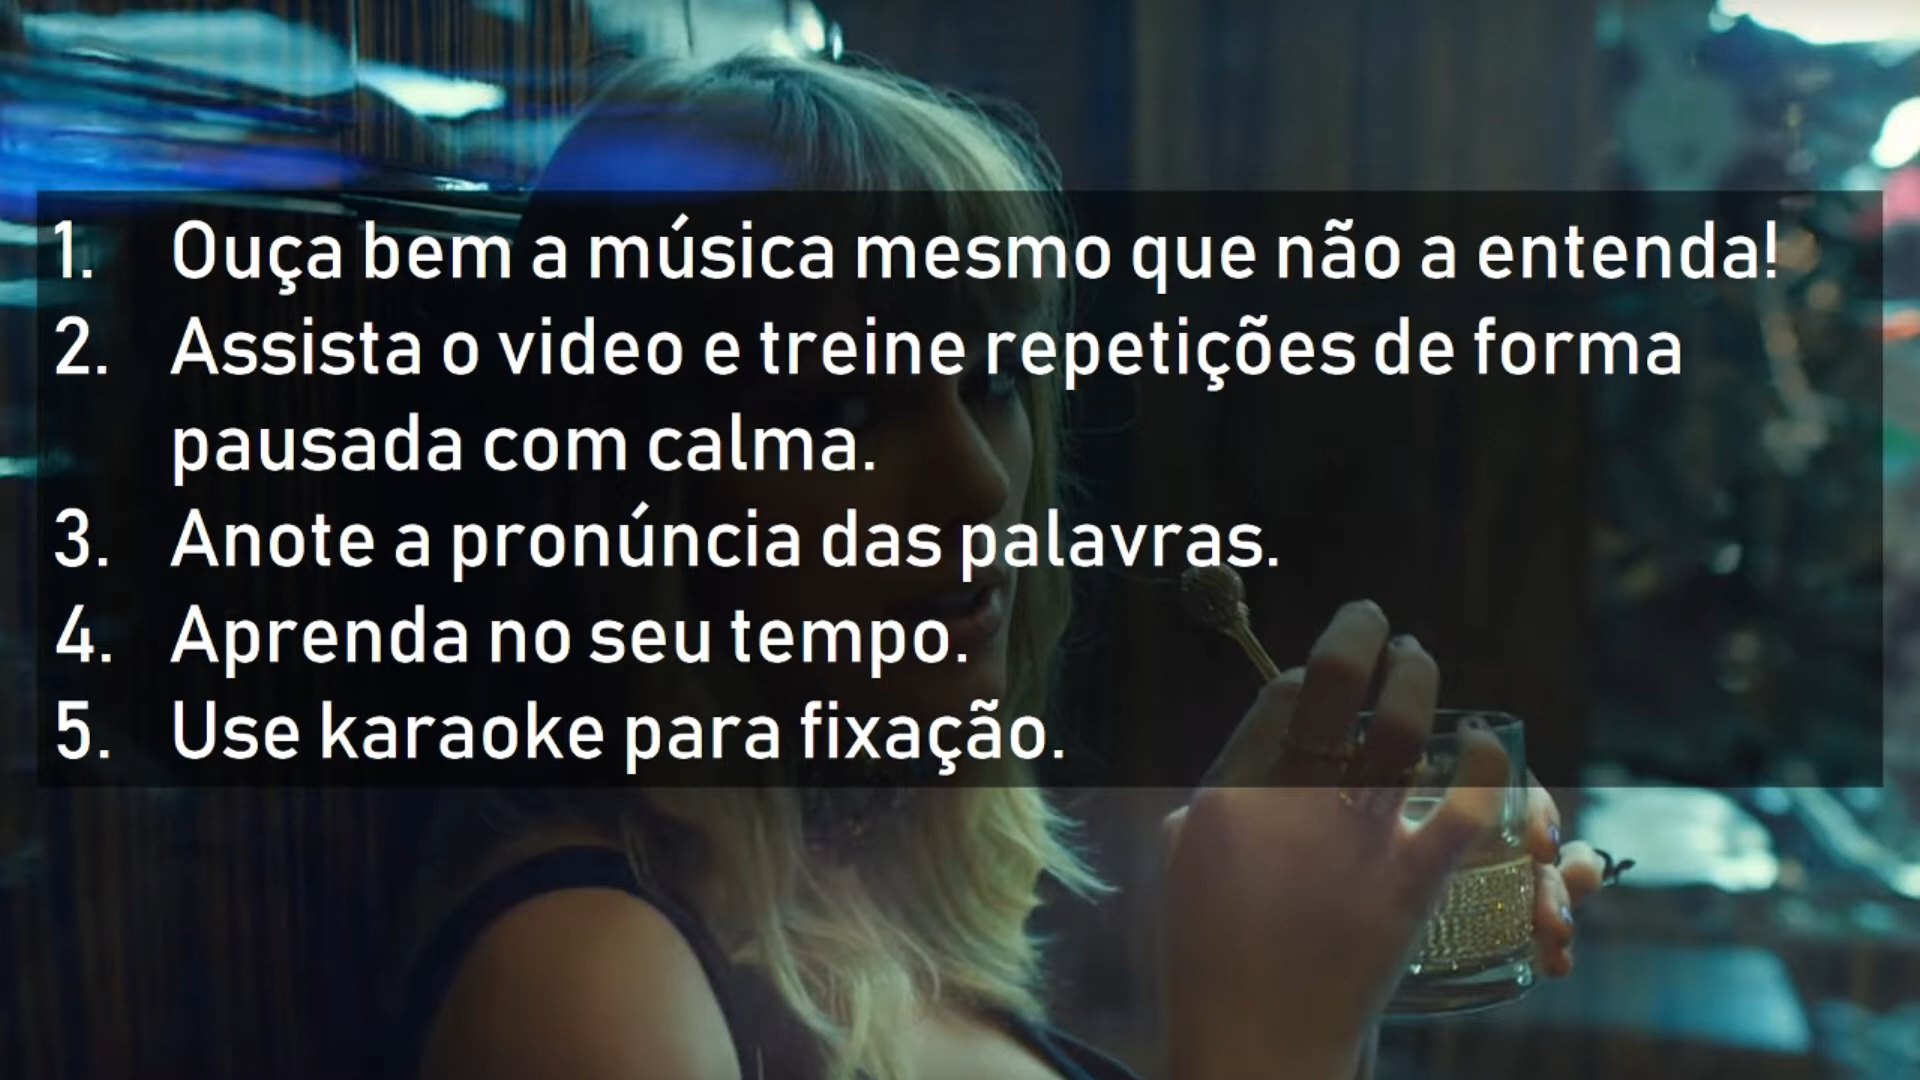 1. Ouça bem a música mesmo que não a entenda!
2. Assista o video e treine repetições de forma
pausada com calma.
3. Anote a pronúncia das palavras.
4. Aprenda no seu tempo.
5. Use karaoke para fixação.